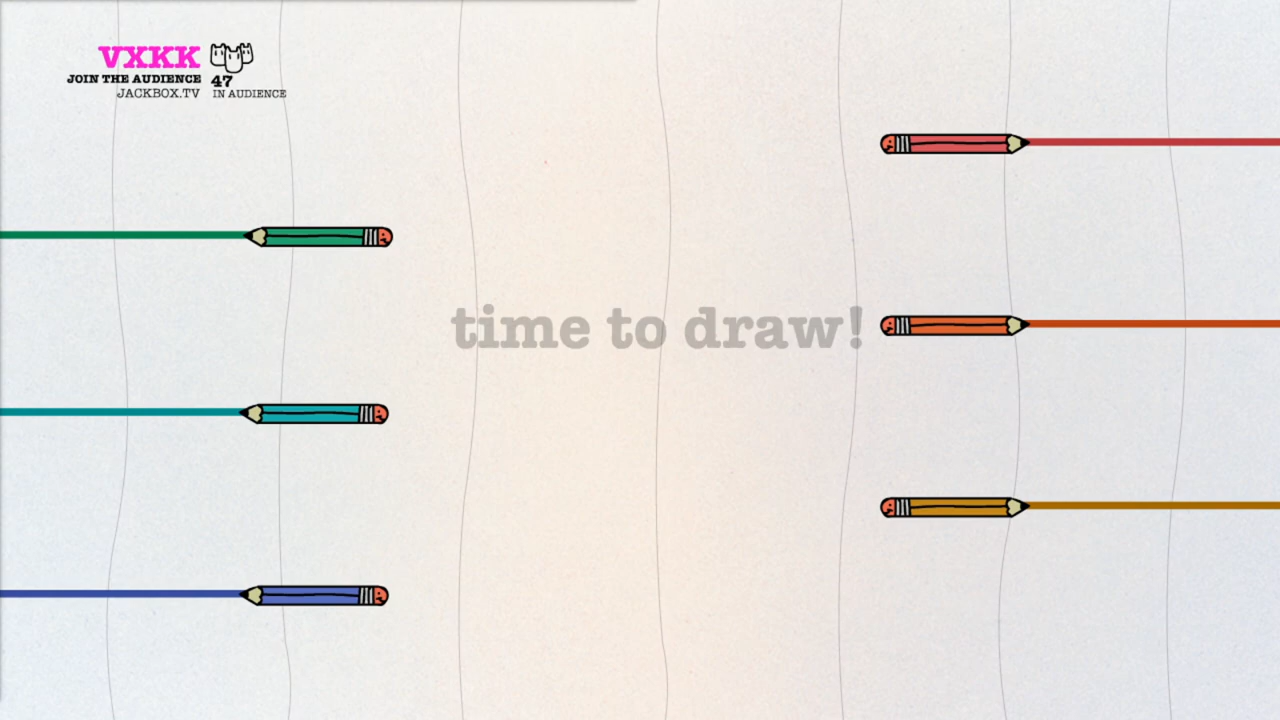 VXKK
JOIN THE AUDIENCE
JACKBOX.TV
47
IN AUDIENCE
time to draw!